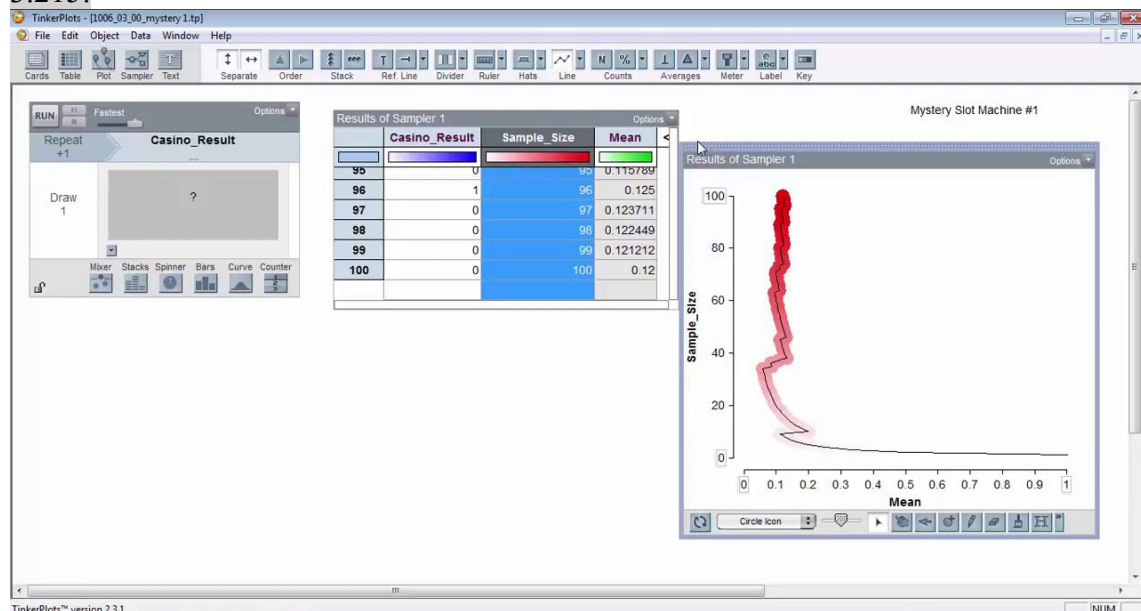 TinkerPlots - [1006_03_00_mystery 1.tp]
File Edit Object Data Window Help
Cards Table Plot Sampler Text Separate Order Stack Ref. Line Divider Ruler Hats Line Counts Averages Meter Label Key
RUN Fastest Options
Repeat +1 Casino_Result
Draw 1 ?
Mixer Stacks Spinner Bars Curve Counter
Results of Sampler 1 Options
Casino_Result Sample_Size Mean <
95 0 95 0.115789
96 1 96 0.125
97 0 97 0.123711
98 0 98 0.122449
99 0 99 0.121212
100 0 100 0.12
Mystery Slot Machine #1
Results of Sampler 1 Options
100
80
60
40
20
0
Sample_Size
0 0.1 0.2 0.3 0.4 0.5 0.6 0.7 0.8 0.9 1
Mean
Circle Icon
TinkerPlots™ version 2.3.1 NUM